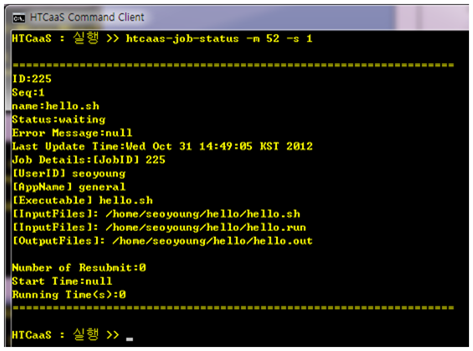 HTCaaS Command Client
HTCaaS : 실행 >> htcaas-job-status -m 52 -s 1
================================================================
ID:225
Seq:1
name:hello.sh
Status:waiting
Error Message:null
Last Update Time:Wed Oct 31 14:49:05 KST 2012
Job Details:[JobID] 225
[UserID] seoyoung
[AppName] general
[Executable] hello.sh
[InputFiles]: /home/seoyoung/hello/hello.sh
[InputFiles]: /home/seoyoung/hello/hello.run
[OutputFiles]: /home/seoyoung/hello/hello.out
Number of Resubmit:0
Start Time:null
Running Time(s):0
================================================================
HTCaaS : 실행 >> _